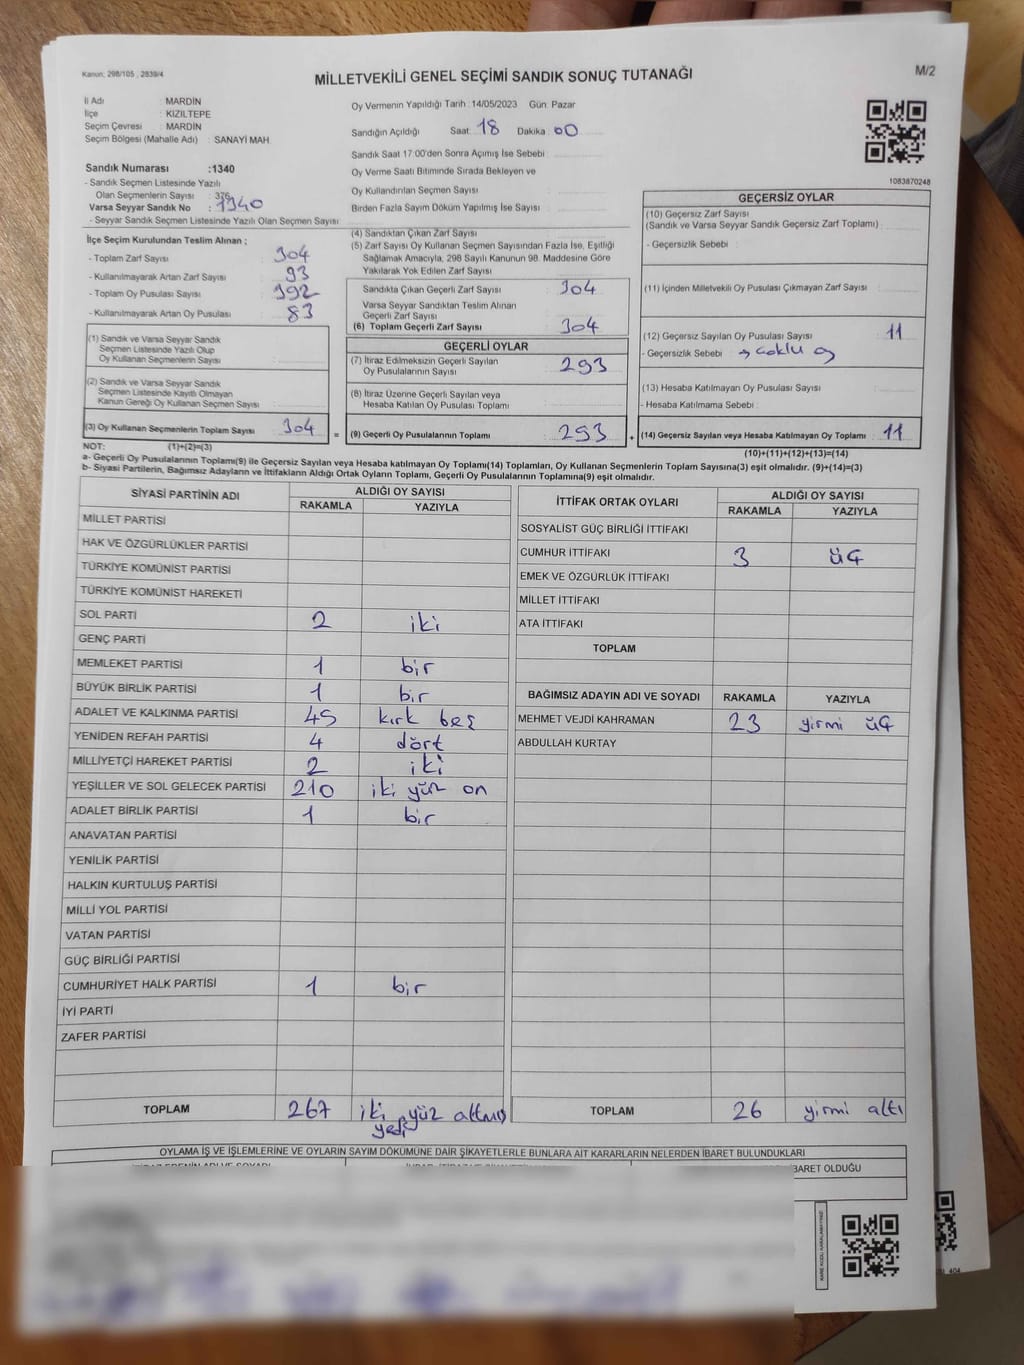 Kanun; 298/105 , 2839/4
MİLLETVEKİLİ GENEL SEÇİMİ SANDIK SONUÇ TUTANAĞI
M/2
İl Adı : MARDİN
İlçe : KIZILTEPE
Seçim Çevresi : MARDİN
Seçim Bölgesi (Mahalle Adı) : SANAYİ MAH
Sandık Numarası :1340
- Sandık Seçmen Listesinde Yazılı
Olan Seçmenlerin Sayısı : 376
Varsa Seyyar Sandık No : 1340
- Seyyar Sandık Seçmen Listesinde Yazılı Olan Seçmen Sayısı
Oy Vermenin Yapıldığı Tarih :14/05/2023 Gün: Pazar
Sandığın Açıldığı Saat: 18 Dakika : 00
Sandık Saat 17:00'den Sonra Açımış İse Sebebi :
Oy Verme Saati Bitiminde Sırada Bekleyen ve
Oy Kullandırılan Seçmen Sayısı :
Birden Fazla Sayım Döküm Yapılmış İse Sayısı :
1083870248
İlçe Seçim Kurulundan Teslim Alınan ;
- Toplam Zarf Sayısı : 304
- Kullanılmayarak Artan Zarf Sayısı : 93
- Toplam Oy Pusulası Sayısı : 392
- Kullanılmayarak Artan Oy Pusulası : 83
(1) Sandık ve Varsa Seyyar Sandık
Seçmen Listesinde Yazılı Olup
Oy Kullanan Seçmenlerin Sayısı :
(2) Sandık ve Varsa Seyyar Sandık
Seçmen Listesinde Kayıtlı Olmayan
Kanun Gereği Oy Kullanan Seçmen Sayısı :
(3) Oy Kullanan Seçmenlerin Toplam Sayısı : 304
(4) Sandıktan Çıkan Zarf Sayısı :
(5) Zarf Sayısı Oy Kullanan Seçmen Sayısından Fazla İse, Eşitliği
Sağlamak Amacıyla, 298 Sayılı Kanunun 98. Maddesine Göre
Yakılarak Yok Edilen Zarf Sayısı :
Sandıkta Çıkan Geçerli Zarf Sayısı : 304
Varsa Seyyar Sandıktan Teslim Alınan
Geçerli Zarf Sayısı :
(6) Toplam Geçerli Zarf Sayısı : 304
GEÇERLİ OYLAR
(7) İtiraz Edilmeksizin Geçerli Sayılan
Oy Pusulalarının Sayısı : 293
(8) İtiraz Üzerine Geçerli Sayılan veya
Hesaba Katılan Oy Pusulası Toplamı :
= (9) Geçerli Oy Pusulalarının Toplamı : 293
GEÇERSİZ OYLAR
(10) Geçersiz Zarf Sayısı
(Sandık ve Varsa Seyyar Sandık Geçersiz Zarf Toplamı) :
- Geçersizlik Sebebi :
(11) İçinden Milletvekili Oy Pusulası Çıkmayan Zarf Sayısı :
(12) Geçersiz Sayılan Oy Pusulası Sayısı : 11
- Geçersizlik Sebebi : → çoklu oy
(13) Hesaba Katılmayan Oy Pusulası Sayısı :
- Hesaba Katılmama Sebebi :
+ (14) Geçersiz Sayılan veya Hesaba Katılmayan Oy Toplamı : 11
NOT: (1)+(2)=(3) (10)+(11)+(12)+(13)=(14)
a- Geçerli Oy Pusulalarının Toplamı(9) ile Geçersiz Sayılan veya Hesaba katılmayan Oy Toplamı(14) Toplamları, Oy Kullanan Seçmenlerin Toplam Sayısına(3) eşit olmalıdır. (9)+(14)=(3)
b- Siyasi Partilerin, Bağımsız Adayların ve İttifakların Aldığı Ortak Oyların Toplamı, Geçerli Oy Pusulalarının Toplamına(9) eşit olmalıdır.
SİYASİ PARTİNİN ADI ALDIĞI OY SAYISI
RAKAMLA YAZIYLA
MİLLET PARTİSİ
HAK VE ÖZGÜRLÜKLER PARTİSİ
TÜRKİYE KOMÜNİST PARTİSİ
TÜRKİYE KOMÜNİST HAREKETİ
SOL PARTİ 2 iki
GENÇ PARTİ
MEMLEKET PARTİSİ 1 bir
BÜYÜK BİRLİK PARTİSİ 1 bir
ADALET VE KALKINMA PARTİSİ 45 kırk beş
YENİDEN REFAH PARTİSİ 4 dört
MİLLİYETÇİ HAREKET PARTİSİ 2 iki
YEŞİLLER VE SOL GELECEK PARTİSİ 210 iki yüz on
ADALET BİRLİK PARTİSİ 1 bir
ANAVATAN PARTİSİ
YENİLİK PARTİSİ
HALKIN KURTULUŞ PARTİSİ
MİLLİ YOL PARTİSİ
VATAN PARTİSİ
GÜÇ BİRLİĞİ PARTİSİ
CUMHURİYET HALK PARTİSİ 1 bir
İYİ PARTİ
ZAFER PARTİSİ
TOPLAM 267 iki yüz altmış
yedi
İTTİFAK ORTAK OYLARI ALDIĞI OY SAYISI
RAKAMLA YAZIYLA
SOSYALİST GÜÇ BİRLİĞİ İTTİFAKI
CUMHUR İTTİFAKI 3 üç
EMEK VE ÖZGÜRLÜK İTTİFAKI
MİLLET İTTİFAKI
ATA İTTİFAKI
TOPLAM
BAĞIMSIZ ADAYIN ADI VE SOYADI RAKAMLA YAZIYLA
MEHMET VEJDİ KAHRAMAN 23 yirmi üç
ABDULLAH KURTAY
TOPLAM 26 yirmi altı
OYLAMA İŞ VE İŞLEMLERİNE VE OYLARIN SAYIM DÖKÜMÜNE DAİR ŞİKAYETLERLE BUNLARA AİT KARARLARIN NELERDEN İBARET BULUNDUKLARI
İBARET OLDUĞU
KARE KODU KARALAMAYINIZ!
404